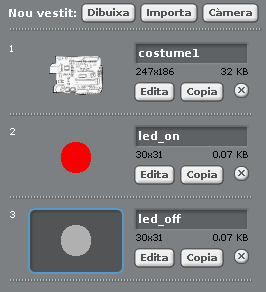 Nou vestit: Dibuixa Importa Càmera
1 costume1
247x186 32 KB
Edita Copia
2 led_on
30x31 0.07 KB
Edita Copia
3 led_off
30x31 0.07 KB
Edita Copia